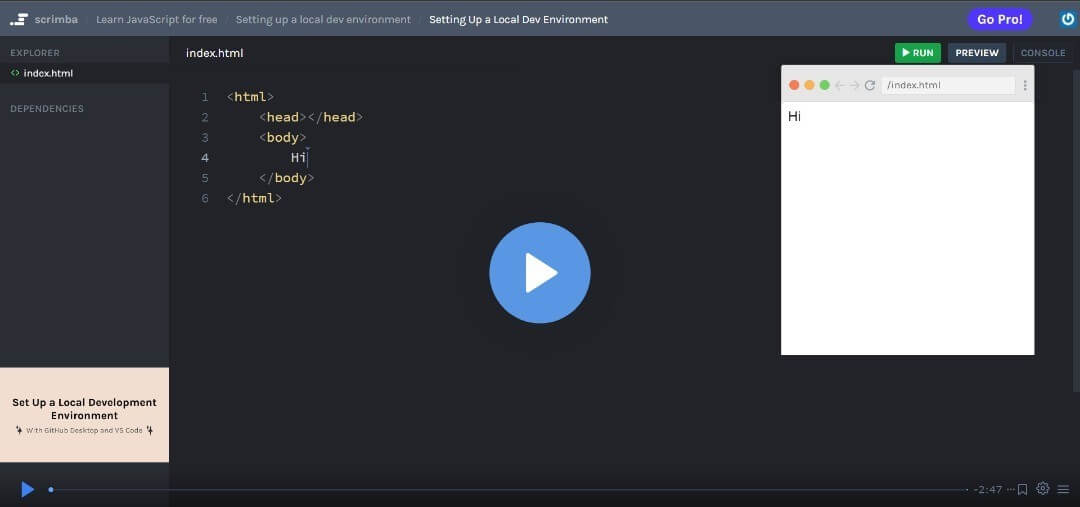 scrimba / Learn JavaScript for free / Setting up a local dev environment / Setting Up a Local Dev Environment
Go Pro!
EXPLORER
<> index.html
DEPENDENCIES
index.html
RUN PREVIEW CONSOLE
/index.html
Hi
1 <html>
2 <head></head>
3 <body>
4 Hi
5 </body>
6 </html>
Set Up a Local Development
Environment
With GitHub Desktop and VS Code
-2:47